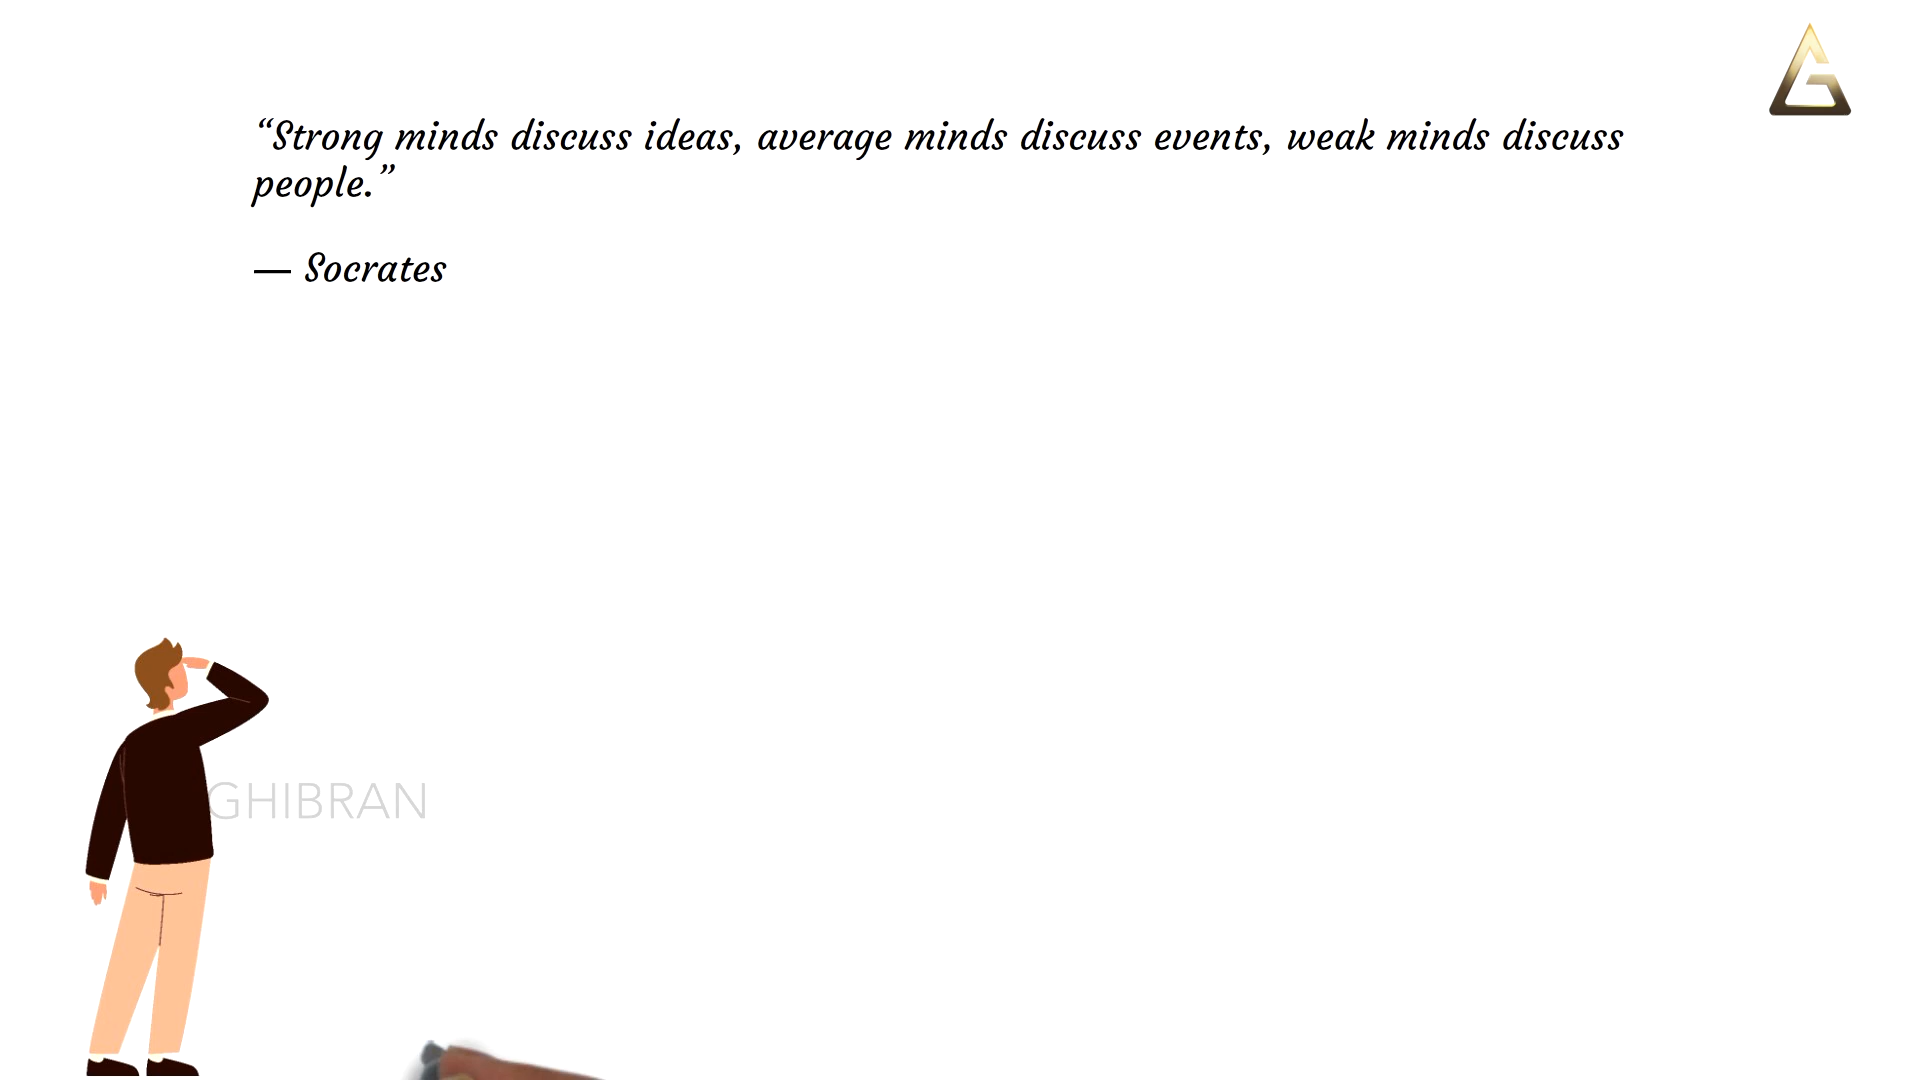 “Strong minds discuss ideas, average minds discuss events, weak minds discuss
people.”
— Socrates
GHIBRAN